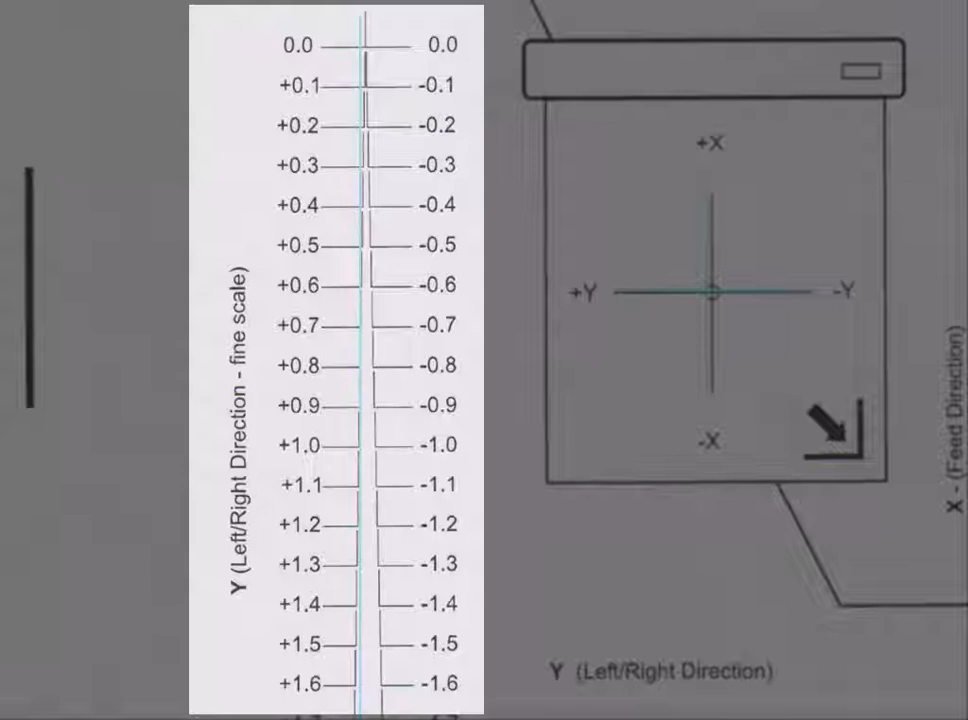 0.0 0.0
+0.1 -0.1
+0.2 -0.2
+0.3 -0.3
+0.4 -0.4
+0.5 -0.5
+0.6 -0.6
+0.7 -0.7
+0.8 -0.8
+0.9 -0.9
+1.0 -1.0
+1.1 -1.1
+1.2 -1.2
+1.3 -1.3
+1.4 -1.4
+1.5 -1.5
+1.6 -1.6
Y (Left/Right Direction - fine scale)
+X
+Y -Y
-X
X - (Feed Direction)
Y (Left/Right Direction)